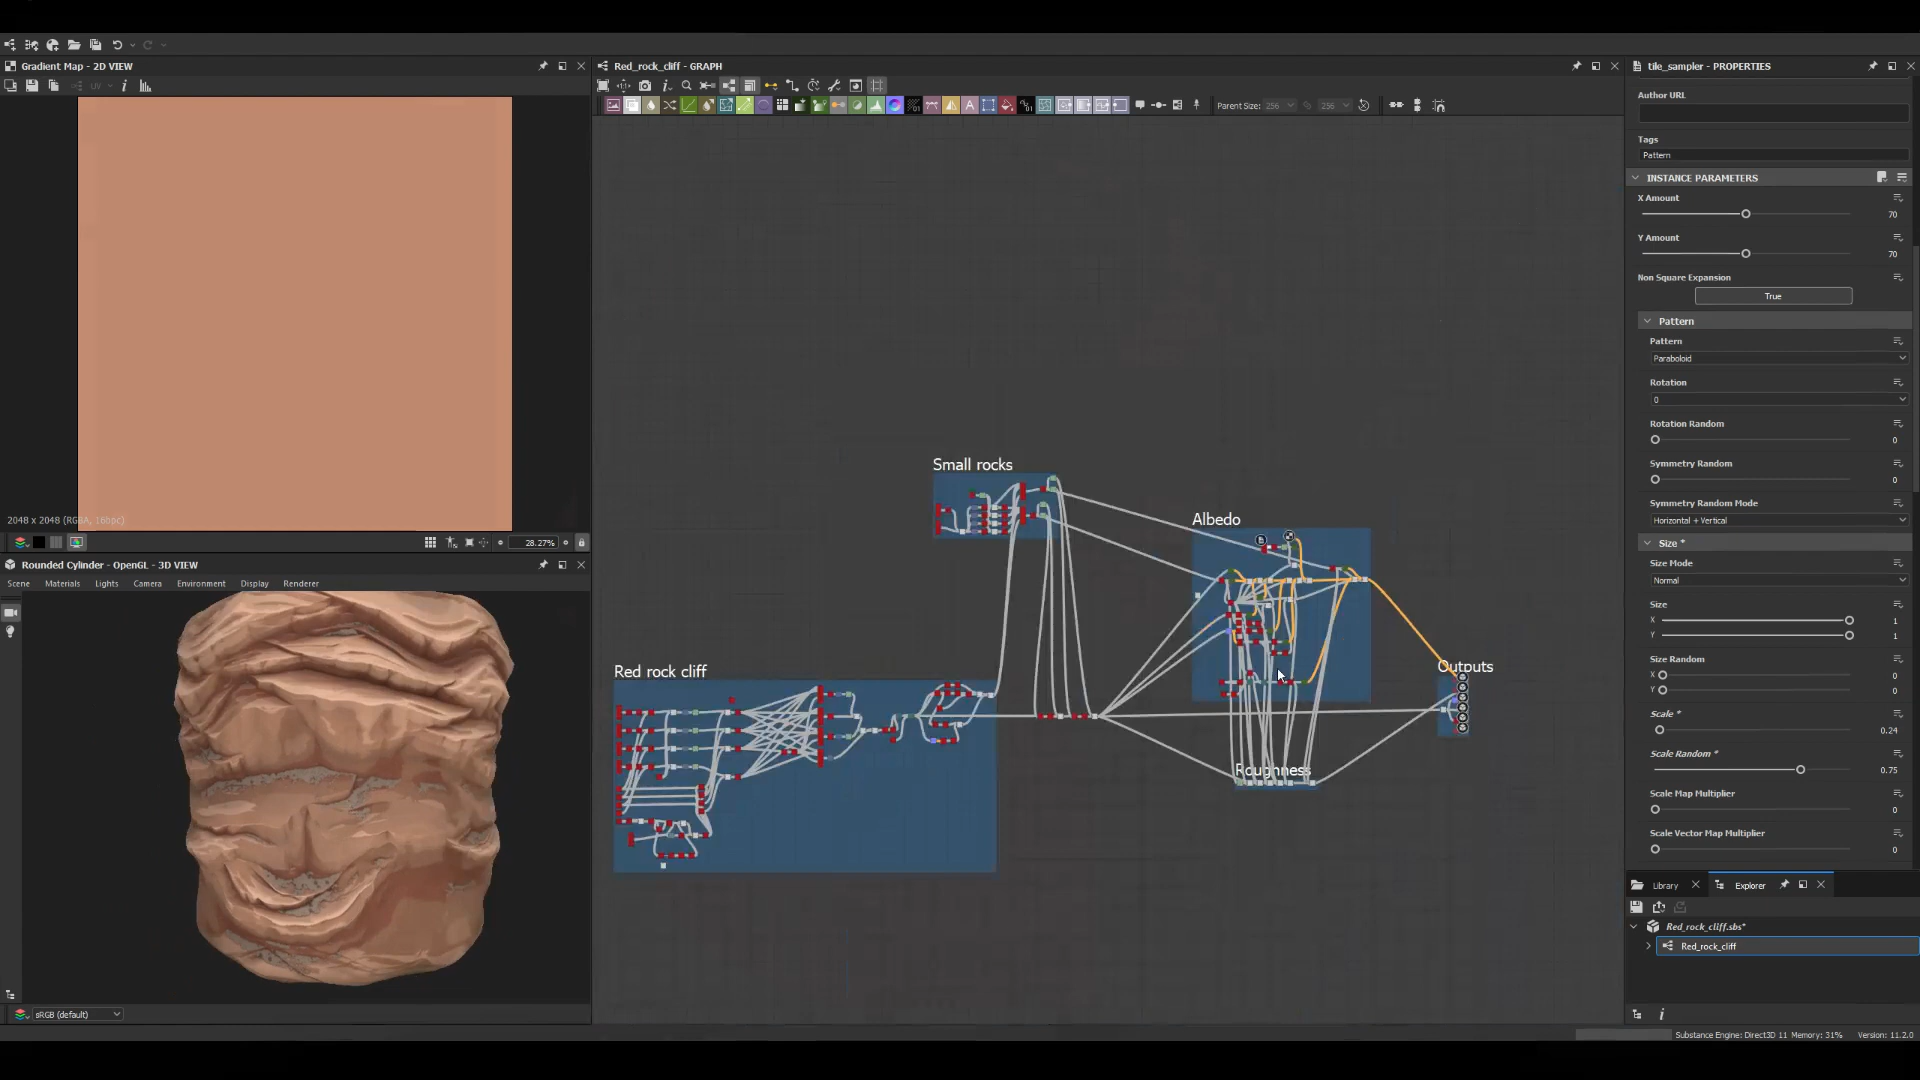 Gradient Map - 2D VIEW
UV
2048 x 2048 (RGBA, 16bpc)
28.27%
Rounded Cylinder - OpenGL - 3D VIEW
Scene Materials Lights Camera Environment Display Renderer
sRGB (default)
Red_rock_cliff - GRAPH
Parent Size: 256 256
Small rocks
Albedo
Red rock cliff
Outputs
Roughness
tile_sampler - PROPERTIES
Author URL
Tags
Pattern
INSTANCE PARAMETERS
X Amount
70
Y Amount
70
Non Square Expansion
True
Pattern
Pattern
Paraboloid
Rotation
0
Rotation Random
0
Symmetry Random
0
Symmetry Random Mode
Horizontal + Vertical
Size *
Size Mode
Normal
Size
X 1
Y 1
Size Random
X 0
Y 0
Scale *
0.24
Scale Random *
0.75
Scale Map Multiplier
0
Scale Vector Map Multiplier
0
Library Explorer
Red_rock_cliff.sbs*
Red_rock_cliff
Substance Engine: Direct3D 11 Memory: 31% Version: 11.2.0